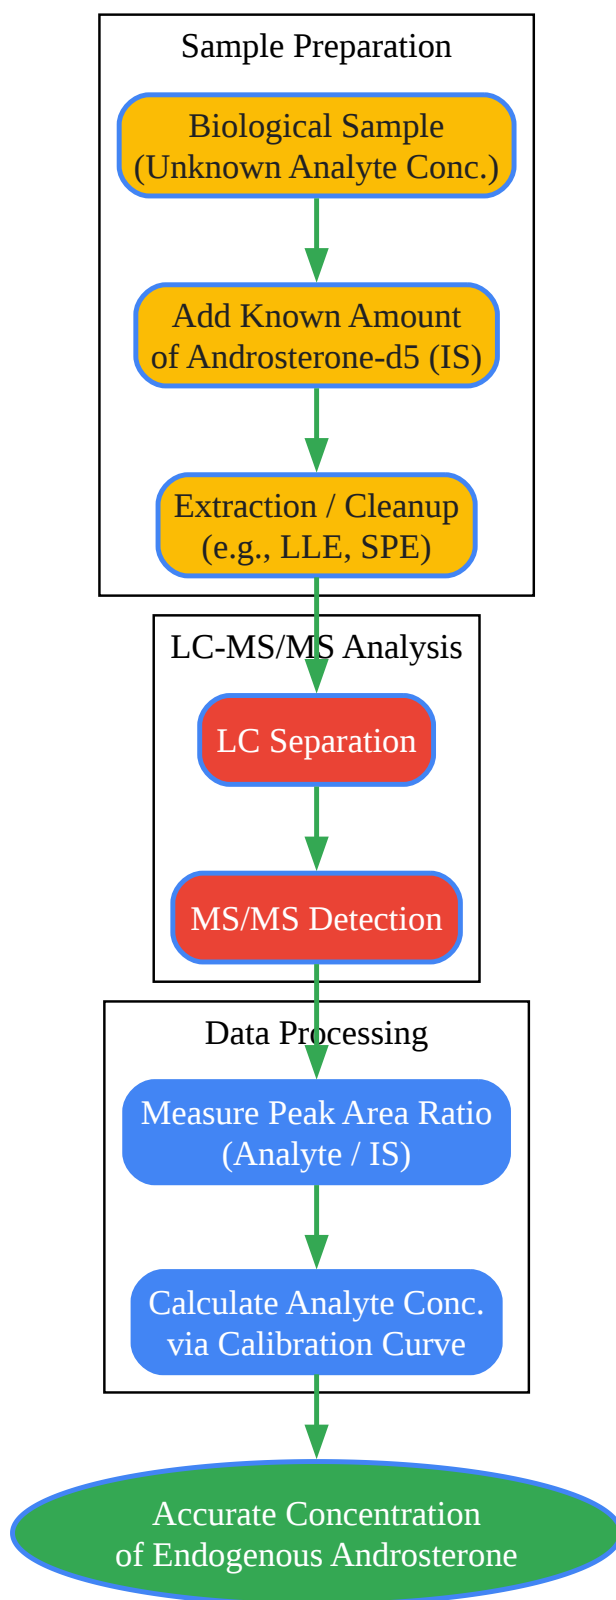 Sample Preparation
Biological Sample
(Unknown Analyte Conc.)
Add Known Amount
of Androsterone-d5 (IS)
Extraction / Cleanup
(e.g., LLE, SPE)
LC-MS/MS Analysis
LC Separation
MS/MS Detection
Data Processing
Measure Peak Area Ratio
(Analyte / IS)
Calculate Analyte Conc.
via Calibration Curve
Accurate Concentration
of Endogenous Androsterone